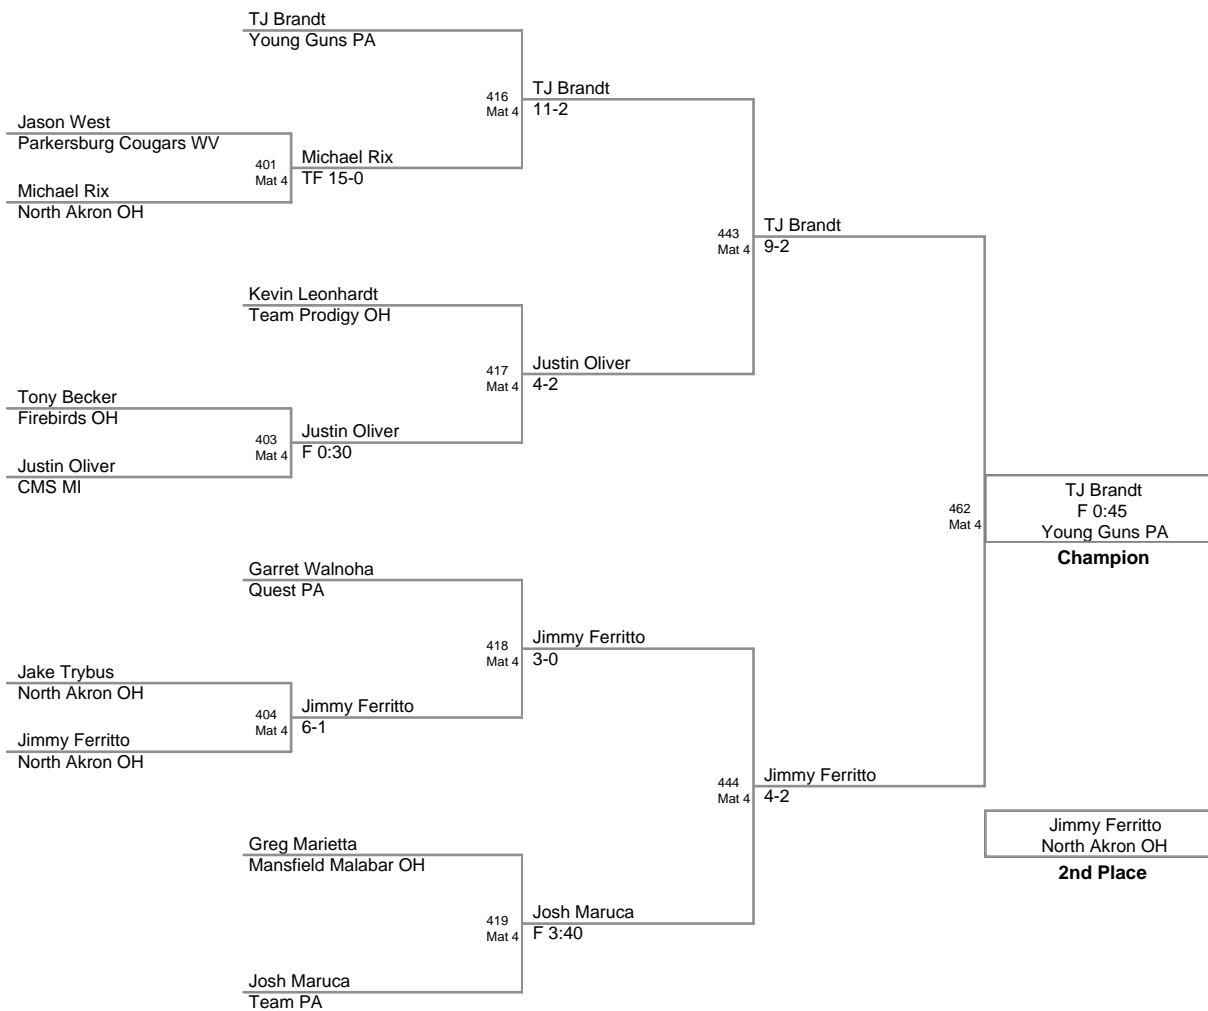 TJ Brandt
Young Guns PA
416
Mat 4
TJ Brandt
11-2
Jason West
Parkersburg Cougars WV
401
Mat 4
Michael Rix
TF 15-0
Michael Rix
North Akron OH
443
Mat 4
TJ Brandt
9-2
Kevin Leonhardt
Team Prodigy OH
417
Mat 4
Justin Oliver
4-2
Tony Becker
Firebirds OH
403
Mat 4
Justin Oliver
F 0:30
Justin Oliver
CMS MI
462
Mat 4
TJ Brandt
F 0:45
Young Guns PA
Champion
Garret Walnoha
Quest PA
418
Mat 4
Jimmy Ferritto
3-0
Jake Trybus
North Akron OH
404
Mat 4
Jimmy Ferritto
6-1
Jimmy Ferritto
North Akron OH
444
Mat 4
Jimmy Ferritto
4-2
Jimmy Ferritto
North Akron OH
2nd Place
Greg Marietta
Mansfield Malabar OH
419
Mat 4
Josh Maruca
F 3:40
Josh Maruca
Team PA